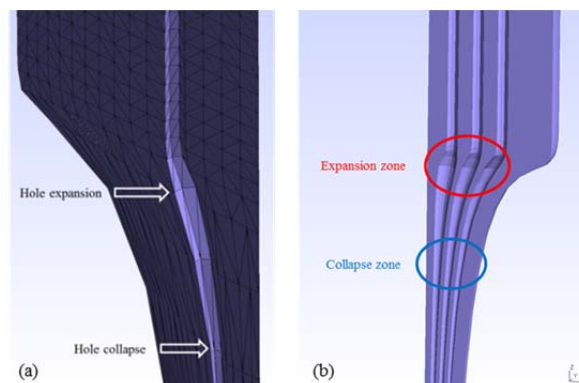 Hole expansion
Hole collapse
(a)
Expansion zone
Collapse zone
(b)
Z
Y